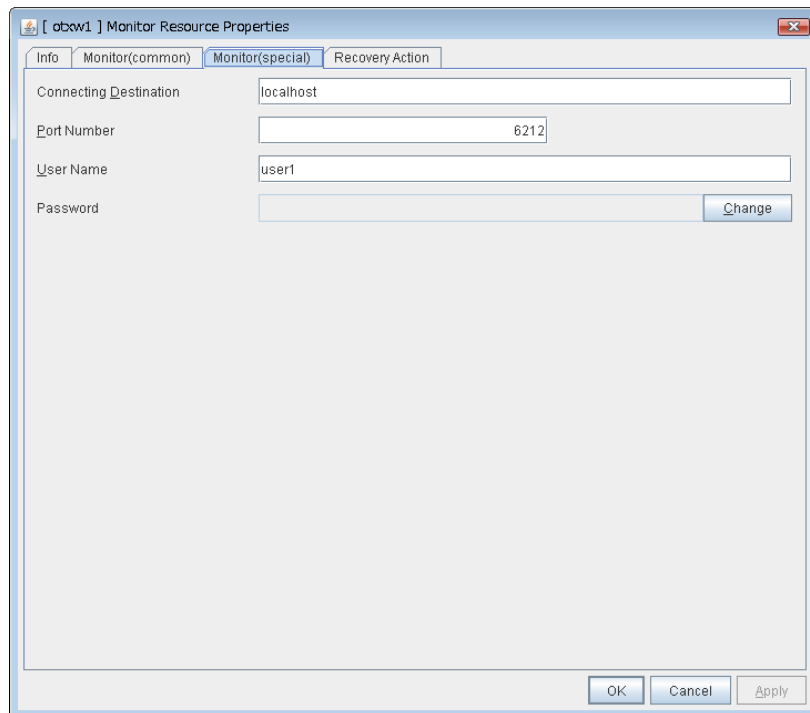 [ otxw1 ] Monitor Resource Properties
Info Monitor(common) Monitor(special) Recovery Action
Connecting Destination localhost
Port Number 6212
User Name user1
Password Change
OK Cancel Apply